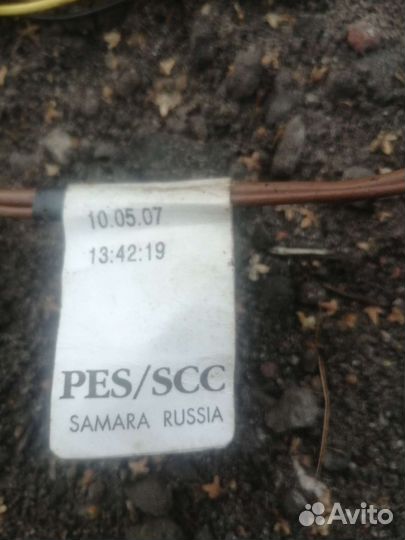 10.05.07
13:42:19
PES/SCC
SAMARA RUSSIA
Avito